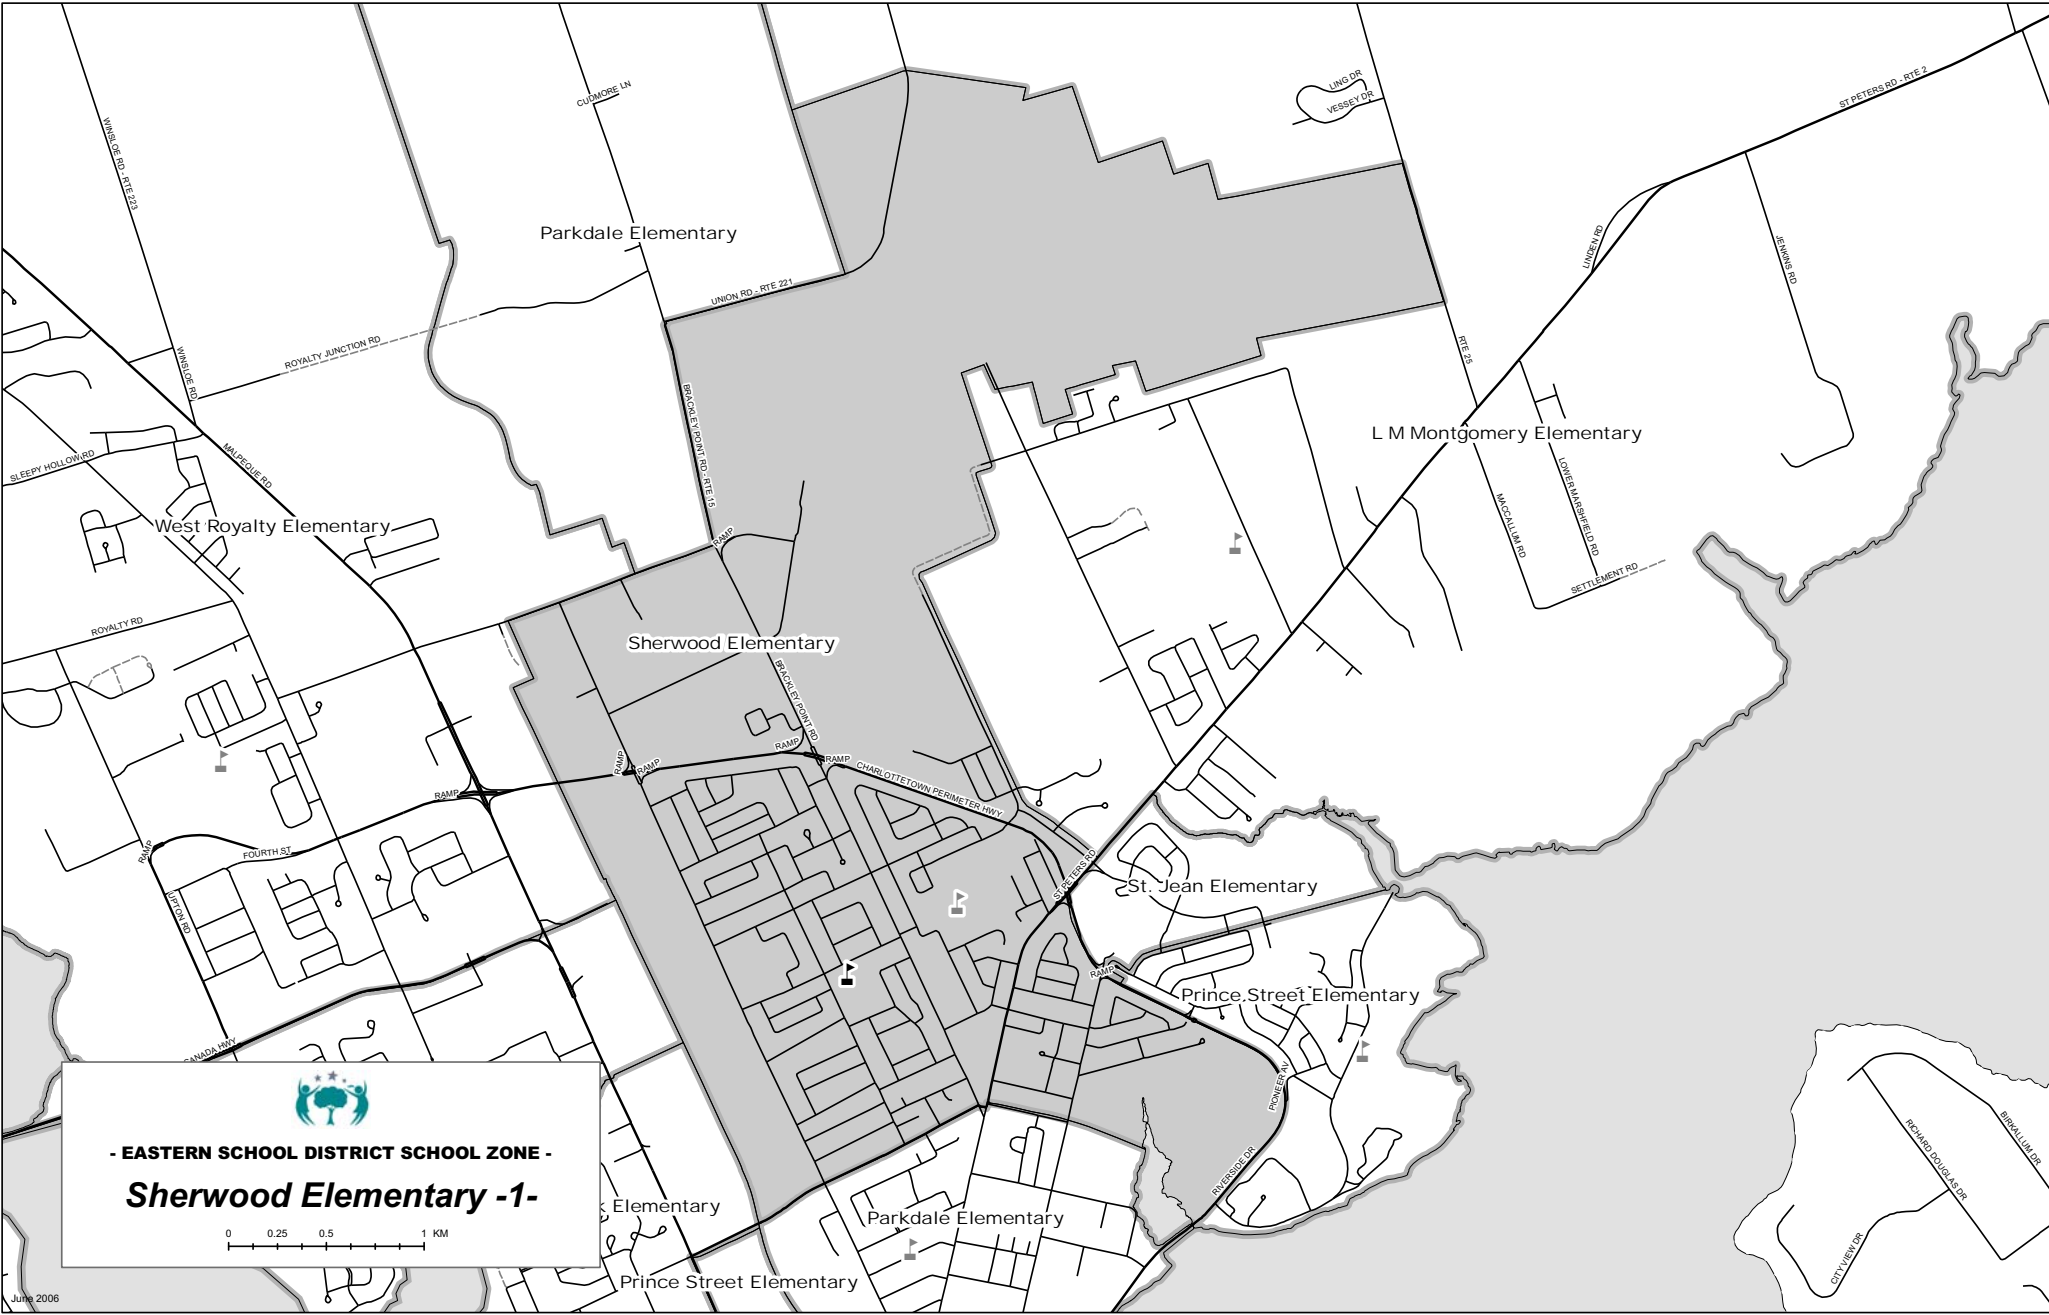 CUDMORE LN
LING DR
VESSEY DR
ST PETERS RD - RTE 2
WINSLOE RD - RTE 223
Parkdale Elementary
LINDEN RD
JENKINS RD
UNION RD - RTE 221
ROYALTY JUNCTION RD
WINSLOE RD
RTE 25
BRACKLEY POINT RD - RTE 15
L M Montgomery Elementary
SLEEPY HOLLOW RD
MALPEQUE RD
LOWER MARSHFIELD RD
MACCALLUM RD
West Royalty Elementary
RAMP
SETTLEMENT RD
ROYALTY RD
Sherwood Elementary
BRACKLEY POINT RD
RAMP
RAMP
RAMP
RAMP
CHARLOTTETOWN PERIMETER HWY
RAMP
RAMP
FOURTH ST
ST PETERS RD
St. Jean Elementary
UPTON RD
RAMP
Prince Street Elementary
CANADA HWY
PIONEER AV
RIVERSIDE DR
BIRKALLUM DR
RICHARD DOUGLAS DR
CITY VIEW DR
- EASTERN SCHOOL DISTRICT SCHOOL ZONE -
Sherwood Elementary -1-
0 0.25 0.5 1 KM
k Elementary
Parkdale Elementary
Prince Street Elementary
June 2006